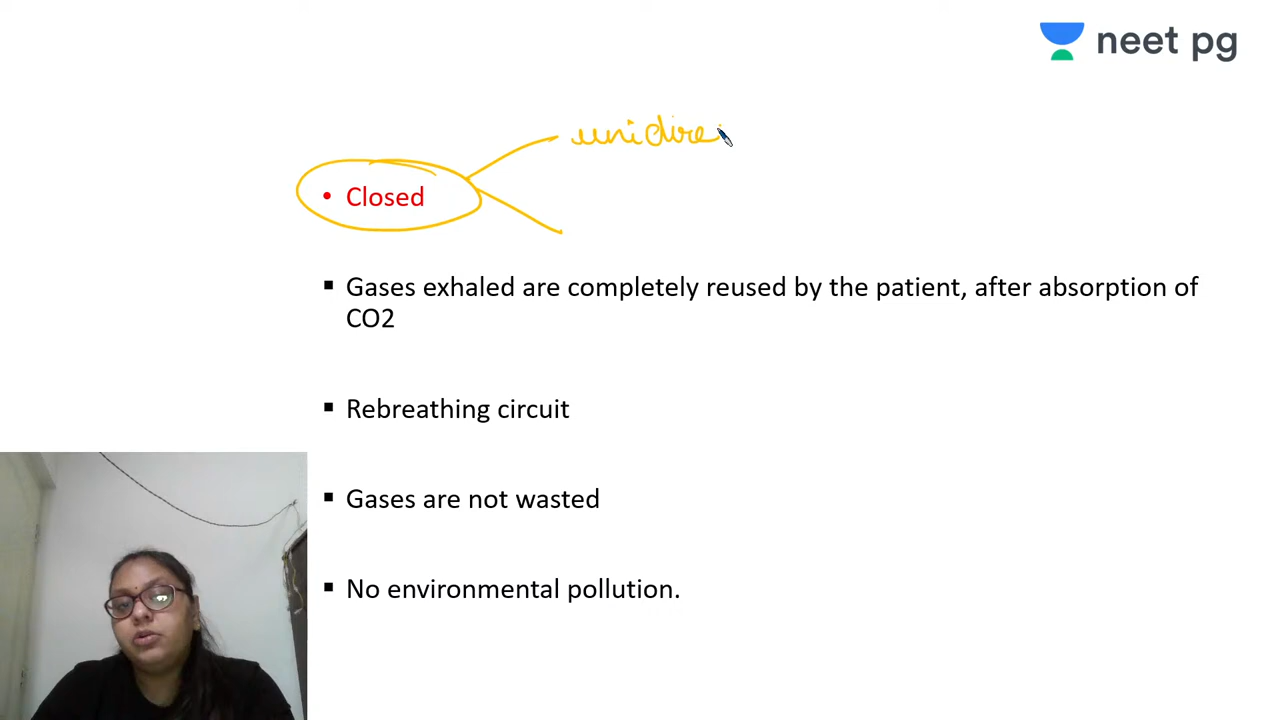 neet pg
unidire
• Closed
▪ Gases exhaled are completely reused by the patient, after absorption of
CO2
▪ Rebreathing circuit
▪ Gases are not wasted
▪ No environmental pollution.